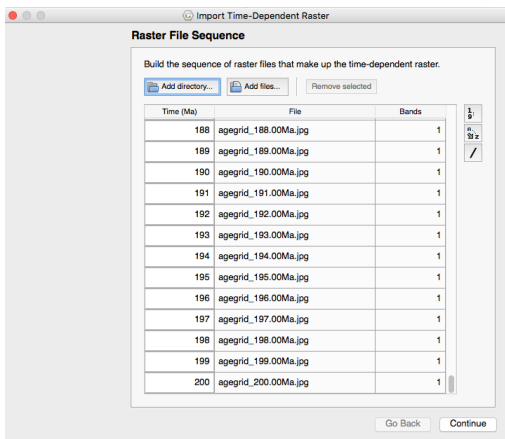 Import Time-Dependent Raster
Raster File Sequence
Build the sequence of raster files that make up the time-dependent raster.
Add directory... Add files... Remove selected
Time (Ma) File Bands
188 agegrid_188.00Ma.jpg 1
189 agegrid_189.00Ma.jpg 1
190 agegrid_190.00Ma.jpg 1
191 agegrid_191.00Ma.jpg 1
192 agegrid_192.00Ma.jpg 1
193 agegrid_193.00Ma.jpg 1
194 agegrid_194.00Ma.jpg 1
195 agegrid_195.00Ma.jpg 1
196 agegrid_196.00Ma.jpg 1
197 agegrid_197.00Ma.jpg 1
198 agegrid_198.00Ma.jpg 1
199 agegrid_199.00Ma.jpg 1
200 agegrid_200.00Ma.jpg 1
Go Back Continue